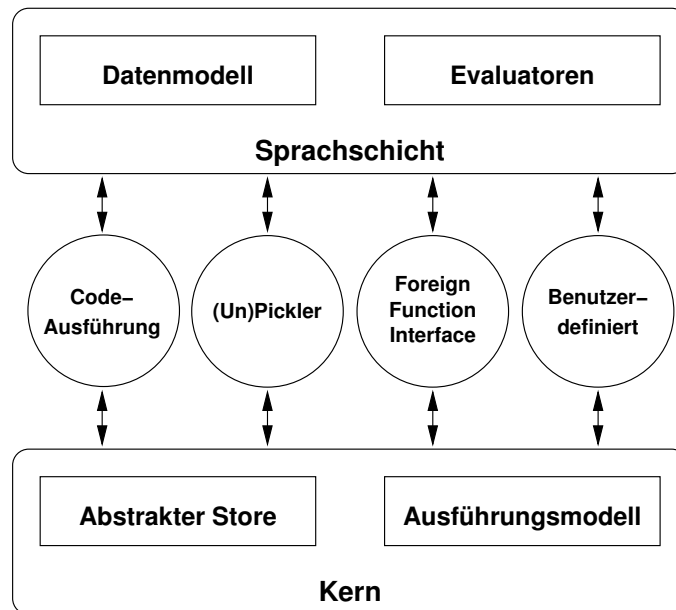 Datenmodell
Evaluatoren
Sprachschicht
Code–
Ausführung
(Un)Pickler
Foreign
Function
Interface
Benutzer–
definiert
Abstrakter Store
Ausführungsmodell
Kern